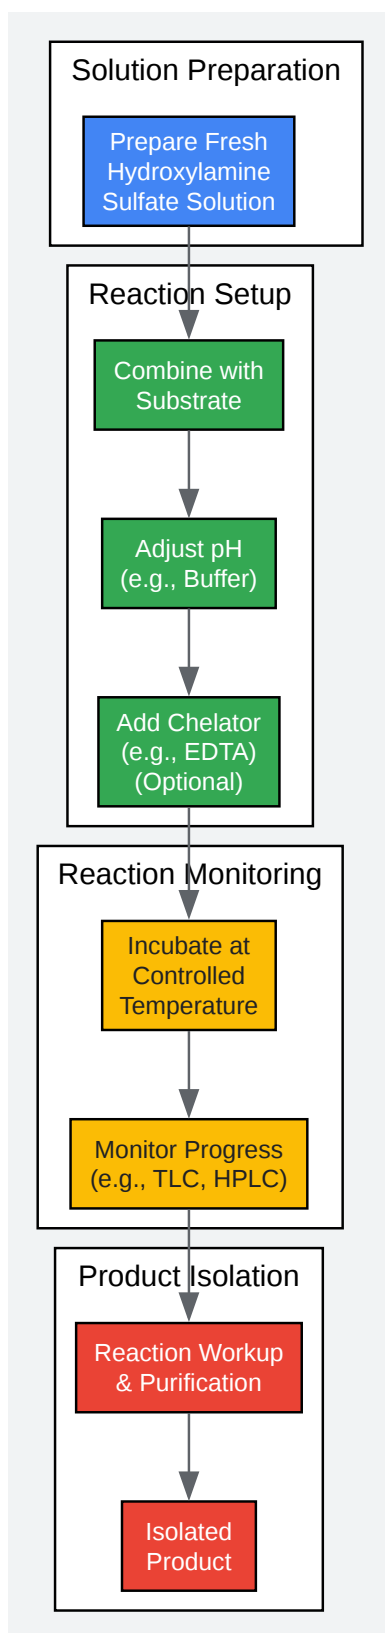 Solution Preparation
Prepare Fresh
Hydroxylamine
Sulfate Solution
Reaction Setup
Combine with
Substrate
Adjust pH
(e.g., Buffer)
Add Chelator
(e.g., EDTA)
(Optional)
Reaction Monitoring
Incubate at
Controlled
Temperature
Monitor Progress
(e.g., TLC, HPLC)
Product Isolation
Reaction Workup
& Purification
Isolated
Product